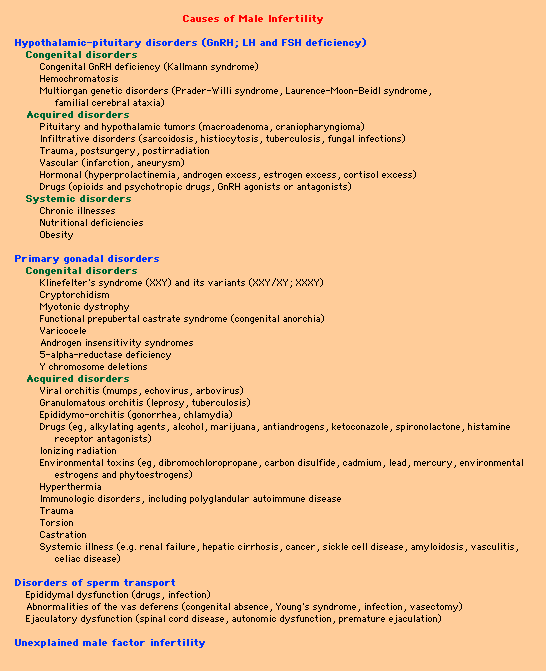 Causes of Male Infertility
Hypothalamic-pituitary disorders (GnRH; LH and FSH deficiency)
Congenital disorders
Congenital GnRH deficiency (Kallmann syndrome)
Hemochromatosis
Multiorgan genetic disorders (Prader-Willi syndrome, Laurence-Moon-Beidl syndrome,
familial cerebral ataxia)
Acquired disorders
Pituitary and hypothalamic tumors (macroadenoma, craniopharyngioma)
Infiltrative disorders (sarcoidosis, histiocytosis, tuberculosis, fungal infections)
Trauma, postsurgery, postirradiation
Vascular (infarction, aneurysm)
Hormonal (hyperprolactinemia, androgen excess, estrogen excess, cortisol excess)
Drugs (opioids and psychotropic drugs, GnRH agonists or antagonists)
Systemic disorders
Chronic illnesses
Nutritional deficiencies
Obesity
Primary gonadal disorders
Congenital disorders
Klinefelter's syndrome (XXY) and its variants (XXY/XY; XXXY)
Cryptorchidism
Myotonic dystrophy
Functional prepubertal castrate syndrome (congenital anorchia)
Varicocele
Androgen insensitivity syndromes
5-alpha-reductase deficiency
Y chromosome deletions
Acquired disorders
Viral orchitis (mumps, echovirus, arbovirus)
Granulomatous orchitis (leprosy, tuberculosis)
Epididymo-orchitis (gonorrhea, chlamydia)
Drugs (eg, alkylating agents, alcohol, marijuana, antiandrogens, ketoconazole, spironolactone, histamine
receptor antagonists)
Ionizing radiation
Environmental toxins (eg, dibromochloropropane, carbon disulfide, cadmium, lead, mercury, environmental
estrogens and phytoestrogens)
Hyperthermia
Immunologic disorders, including polyglandular autoimmune disease
Trauma
Torsion
Castration
Systemic illness (e.g. renal failure, hepatic cirrhosis, cancer, sickle cell disease, amyloidosis, vasculitis,
celiac disease)
Disorders of sperm transport
Epididymal dysfunction (drugs, infection)
Abnormalities of the vas deferens (congenital absence, Young's syndrome, infection, vasectomy)
Ejaculatory dysfunction (spinal cord disease, autonomic dysfunction, premature ejaculation)
Unexplained male factor infertility